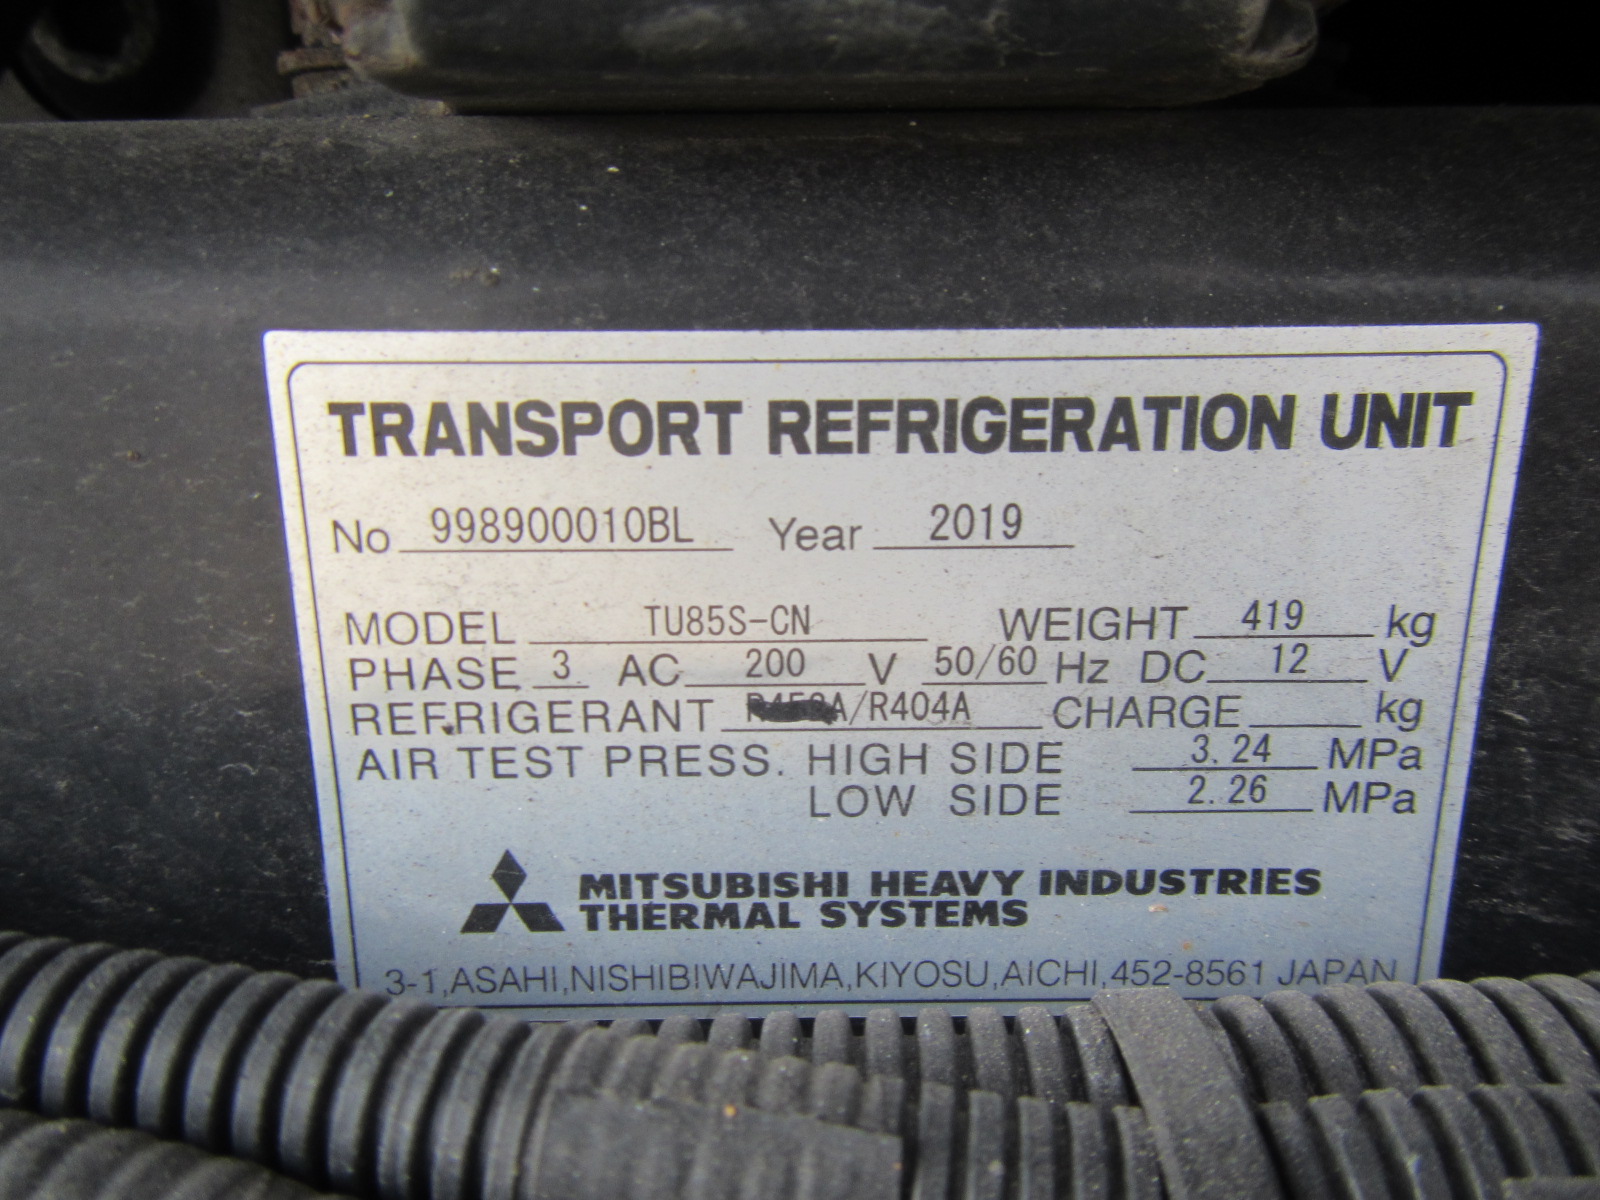 TRANSPORT REFRIGERATION UNIT
No 998900010BL Year 2019
MODEL TU85S-CN WEIGHT 419 kg
PHASE 3 AC 200 V 50/60 Hz DC 12 V
REFRIGERANT /R404A CHARGE kg
AIR TEST PRESS. HIGH SIDE 3.24 MPa
LOW SIDE 2.26 MPa
MITSUBISHI HEAVY INDUSTRIES
THERMAL SYSTEMS
3-1,ASAHI,NISHIBIWAJIMA,KIYOSU,AICHI,452-8561 JAPAN